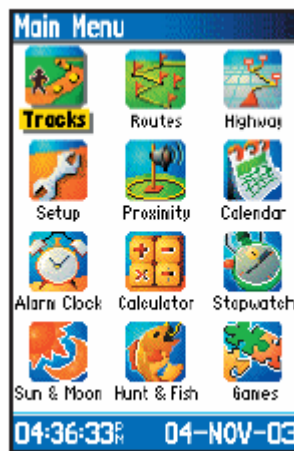 Main Menu
Tracks Routes Highway
Setup Proximity Calendar
Alarm Clock Calculator Stopwatch
Sun & Moon Hunt & Fish Games
04:36:33PM 04-NOV-03